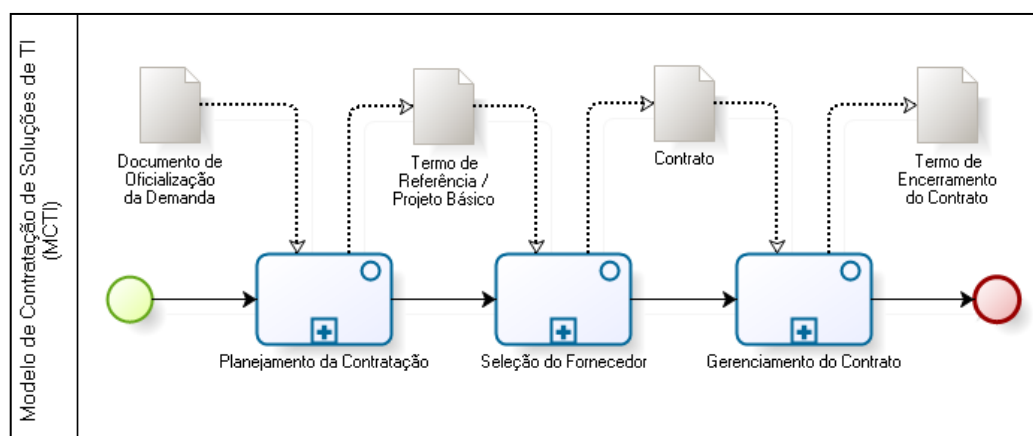 Modelo de Contratação de Soluções de TI
(MCTI)
Documento de
Oficialização
da Demanda
Termo de
Referência /
Projeto Básico
Contrato
Termo de
Encerramento
do Contrato
Planejamento da Contratação
Seleção do Fornecedor
Gerenciamento do Contrato